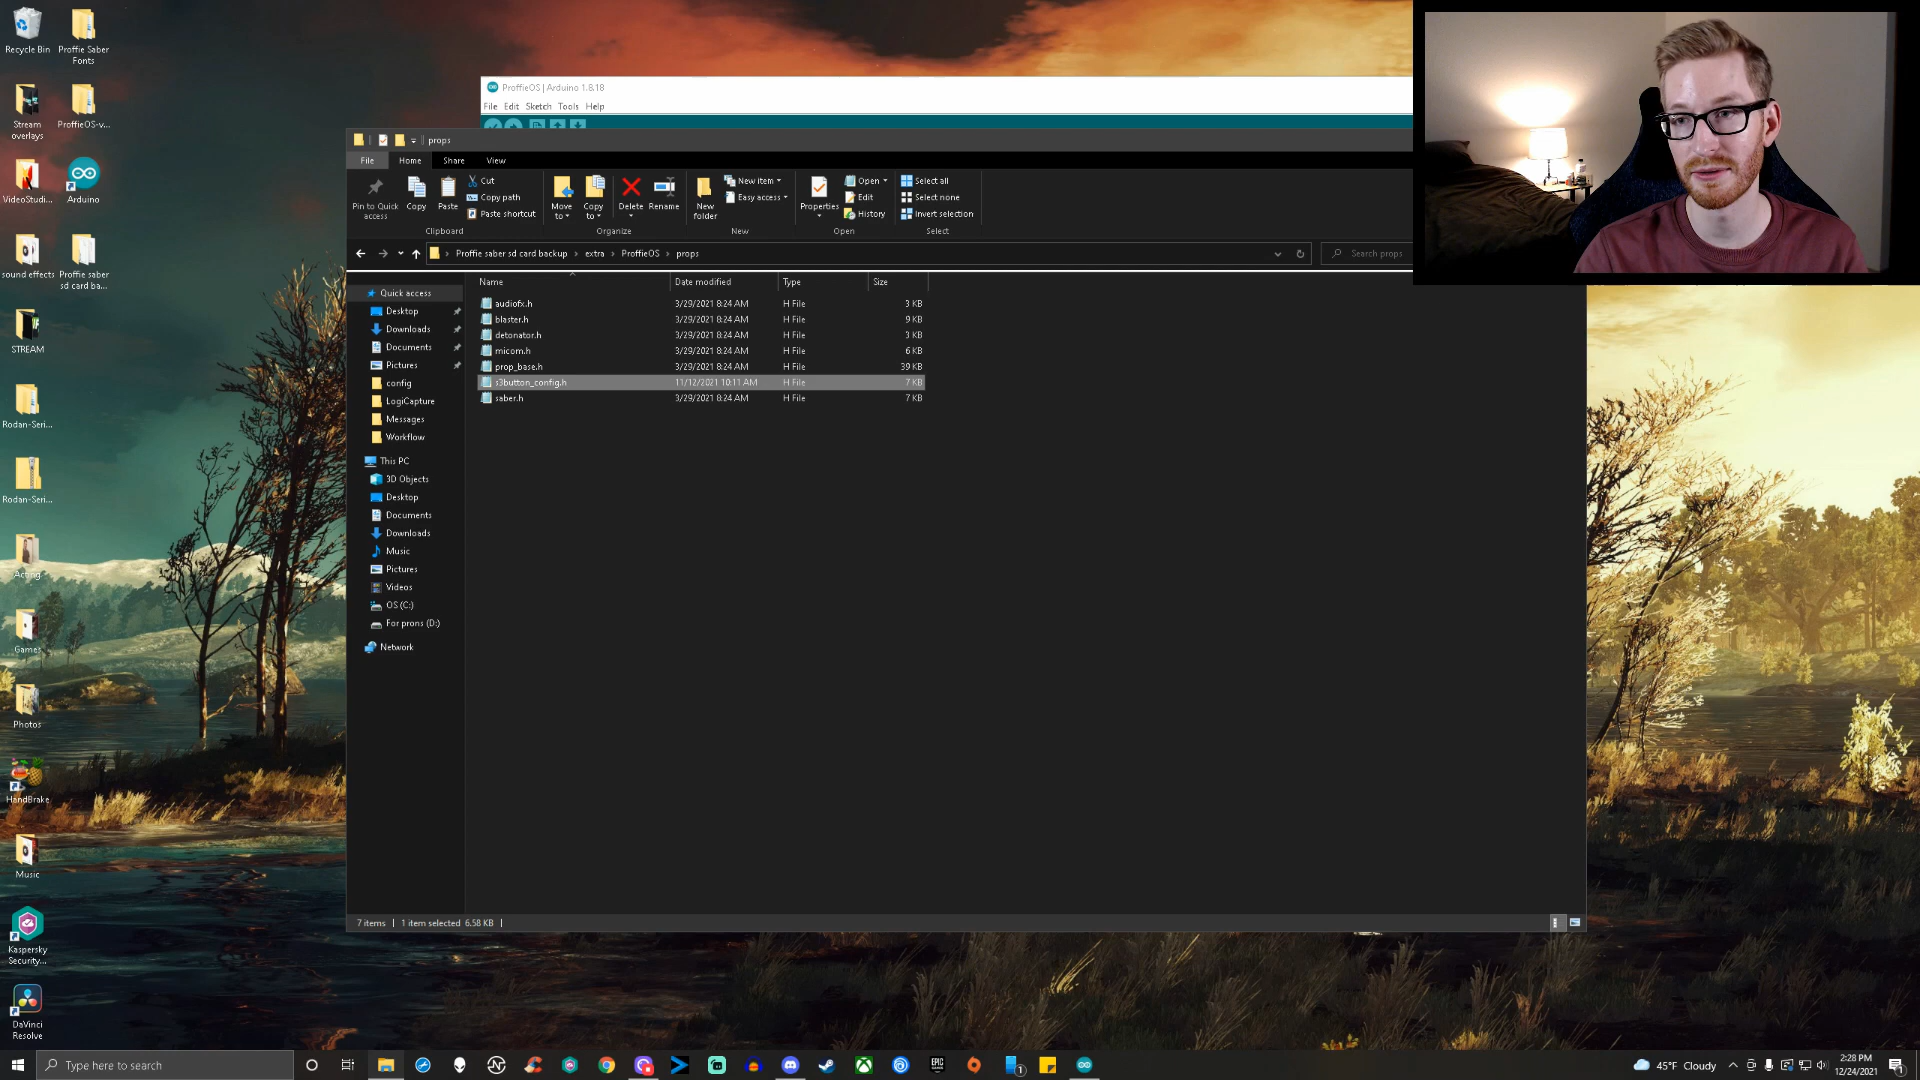 Recycle Bin
Proffie Saber
Fonts
Stream
overlays
ProffieOS-v...
VideoStudi...
Arduino
sound effects
Proffie saber
sd card ba...
STREAM
Rodan-Seri...
Rodan-Seri...
Acting
Games
Photos
HandBrake
Music
Kaspersky
Security...
DaVinci
Resolve
ProffieOS | Arduino 1.8.18
File Edit Sketch Tools Help
props
File Home Share View
Pin to Quick
access
Copy
Paste
Cut
Copy path
Paste shortcut
Clipboard
Move
to
Copy
to
Delete
Rename
Organize
New
folder
New item
Easy access
New
Properties
Open
Edit
History
Open
Select all
Select none
Invert selection
Select
Proffie saber sd card backup › extra › ProffieOS › props
Search props
Name Date modified Type Size
audiofx.h 3/29/2021 8:24 AM H File 3 KB
blaster.h 3/29/2021 8:24 AM H File 9 KB
detonator.h 3/29/2021 8:24 AM H File 3 KB
micom.h 3/29/2021 8:24 AM H File 6 KB
prop_base.h 3/29/2021 8:24 AM H File 39 KB
s3button_config.h 11/12/2021 10:11 AM H File 7 KB
saber.h 3/29/2021 8:24 AM H File 7 KB
Quick access
Desktop
Downloads
Documents
Pictures
config
LogiCapture
Messages
Workflow
This PC
3D Objects
Desktop
Documents
Downloads
Music
Pictures
Videos
OS (C:)
For prons (D:)
Network
7 items 1 item selected 6.58 KB
Type here to search
EPIC
1
45°F Cloudy
2:28 PM
12/24/2021
1